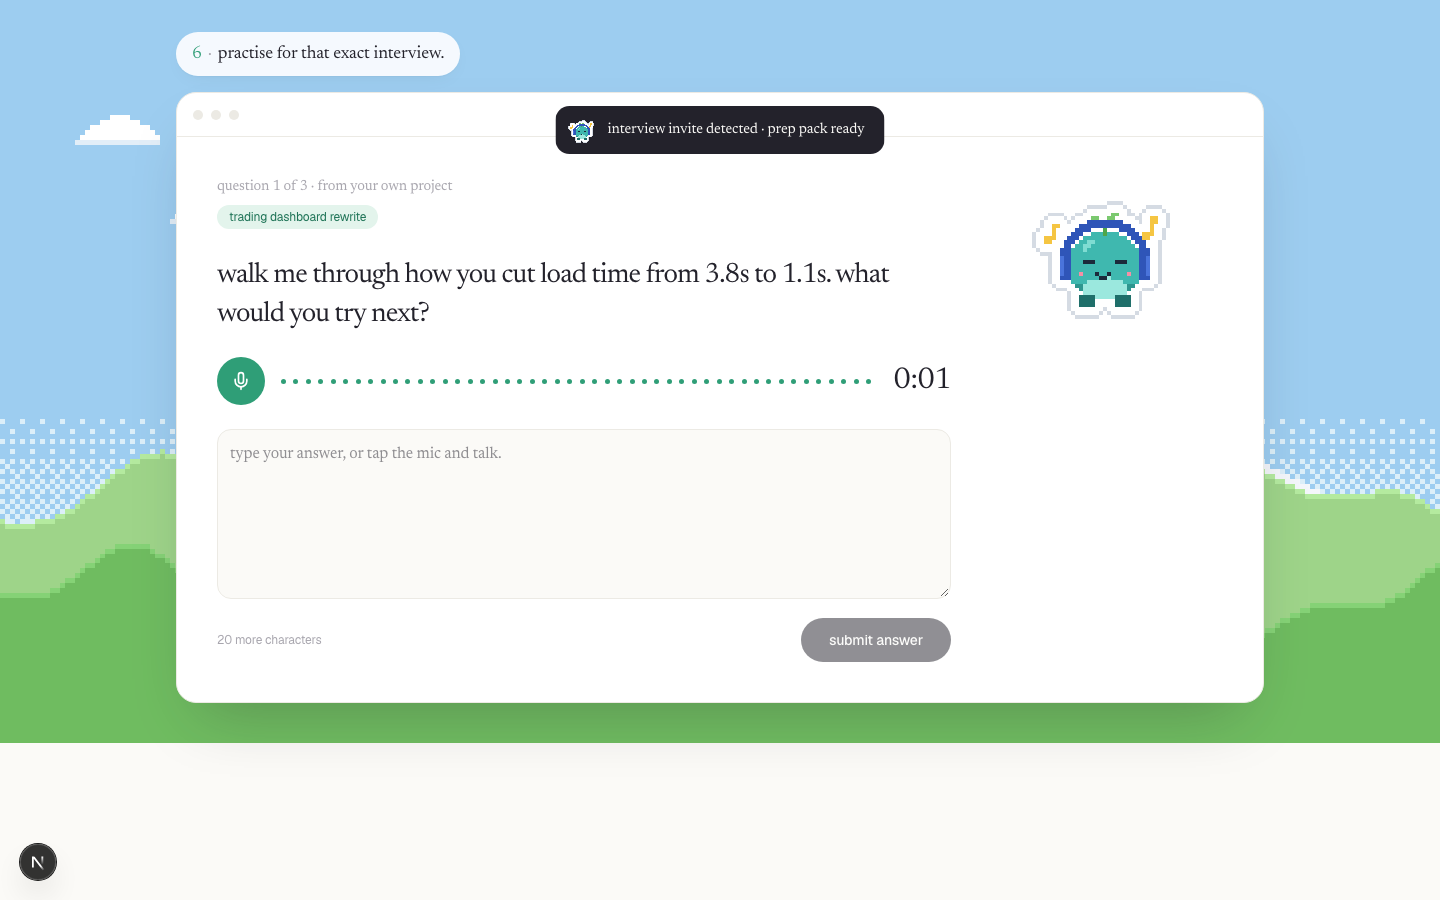 6 · practise for that exact interview.
interview invite detected · prep pack ready
question 1 of 3 · from your own project
trading dashboard rewrite
walk me through how you cut load time from 3.8s to 1.1s. what
would you try next?
0:01
type your answer, or tap the mic and talk.
20 more characters
submit answer
N